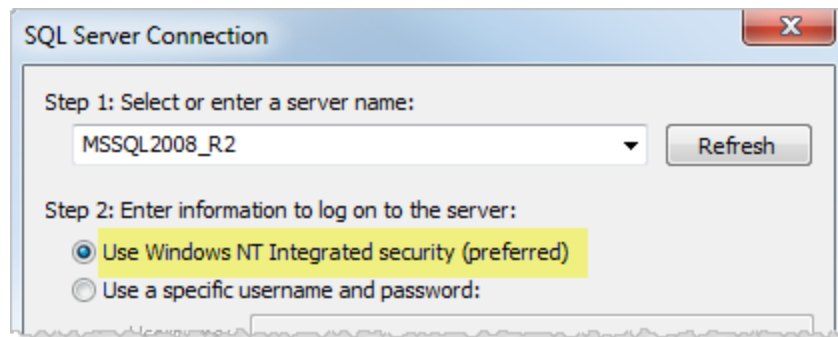 SQL Server Connection
Step 1: Select or enter a server name:
MSSQL2008_R2
Refresh
Step 2: Enter information to log on to the server:
Use Windows NT Integrated security (preferred)
Use a specific username and password: